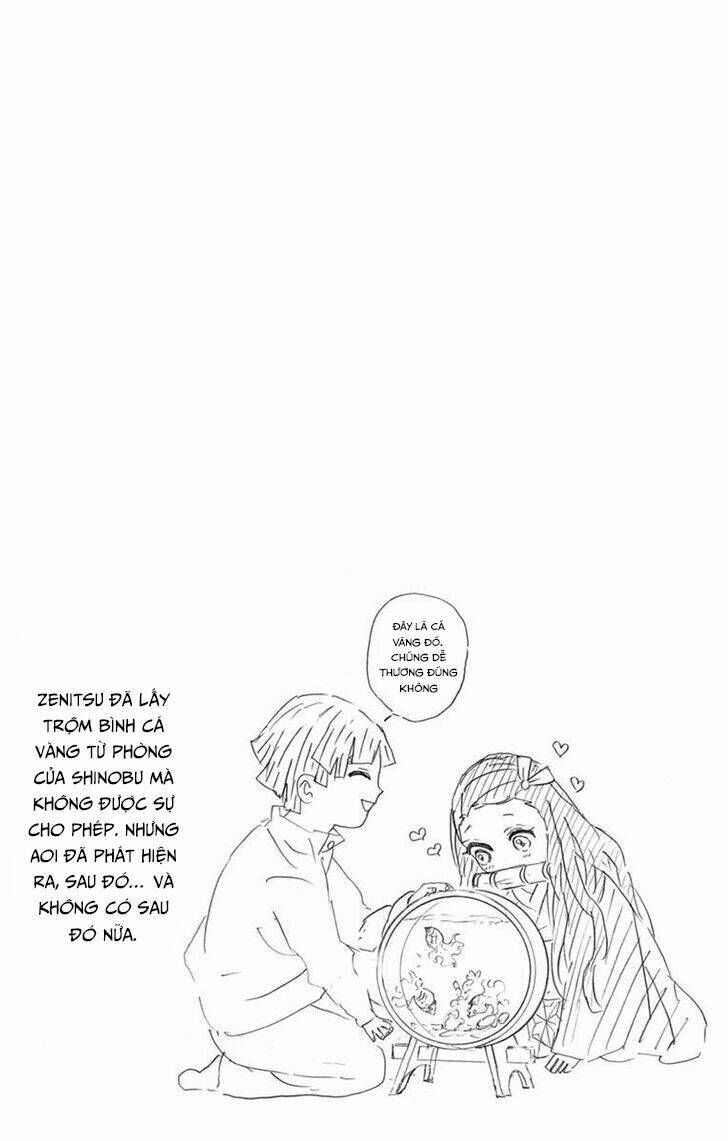 ĐÂY LÀ CÁ
VÀNG ĐÓ.
CHÚNG DỄ
THƯƠNG ĐÚNG
KHÔNG
ZENITSU ĐÃ LẤY
TRỘM BÌNH CÁ
VÀNG TỪ PHÒNG
CỦA SHINOBU MÀ
KHÔNG ĐƯỢC SỰ
CHO PHÉP. NHƯNG
AOI ĐÃ PHÁT HIỆN
RA, SAU ĐÓ... VÀ
KHÔNG CÓ SAU
ĐÓ NỮA.